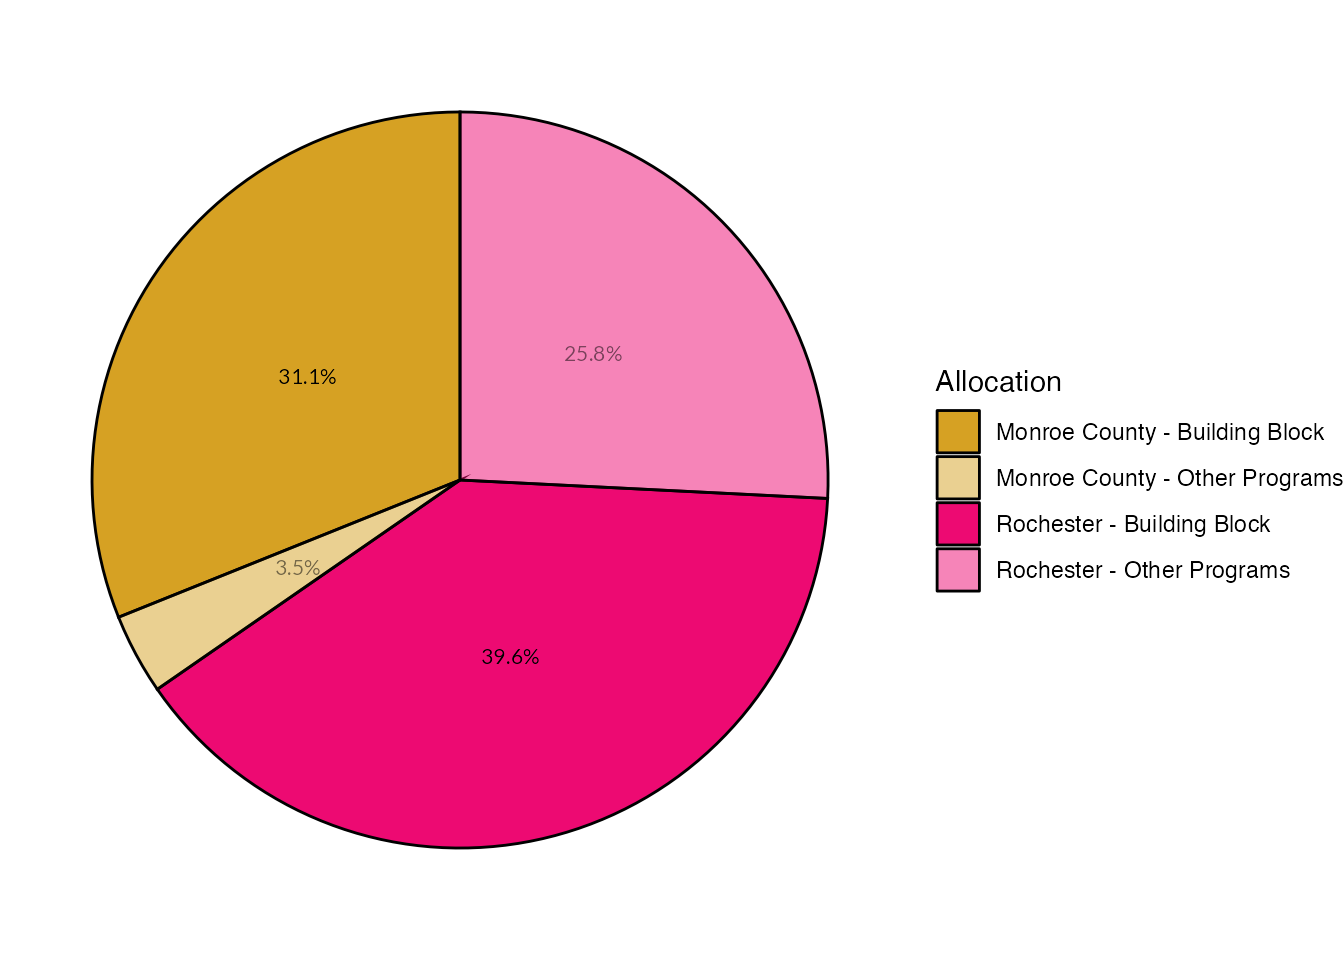 25.8%
31.1%
3.5%
39.6%
Allocation
Monroe County - Building Block
Monroe County - Other Programs
Rochester - Building Block
Rochester - Other Programs